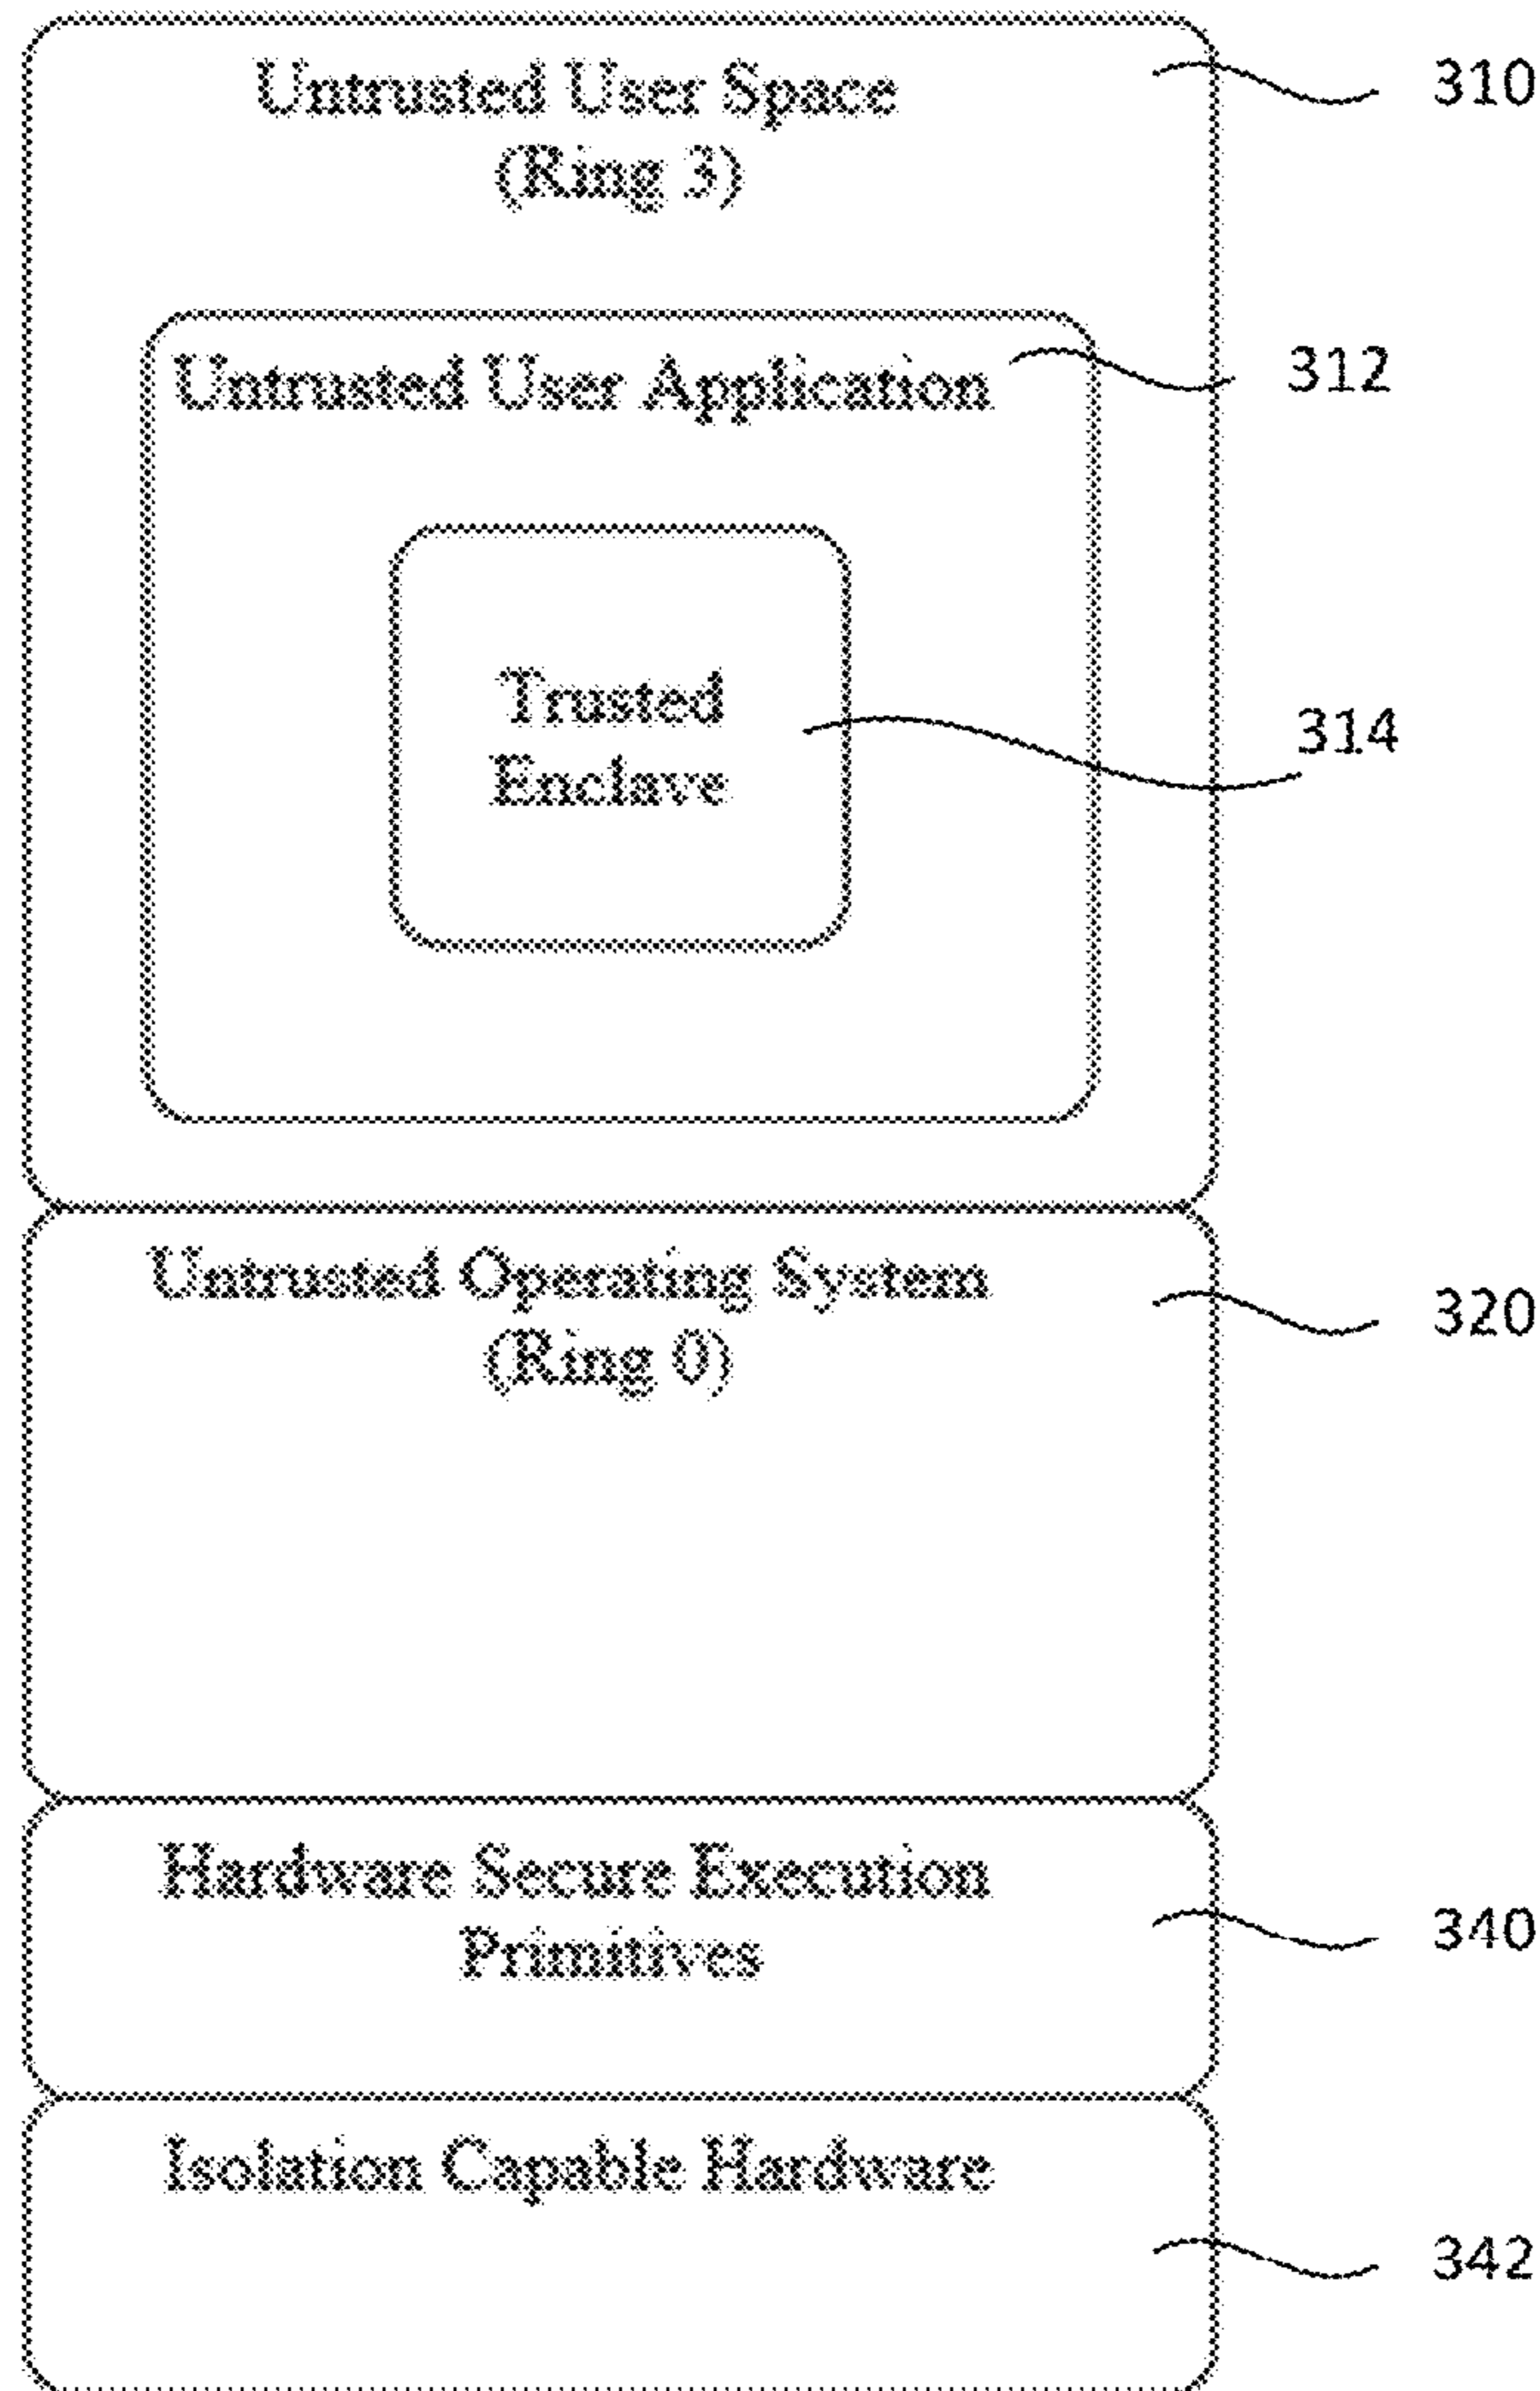 Untrusted User Space
310
(Ring 3)
Untrusted User Application
312
Trusted
314
Enclave
Untrusted Operating System
320
(Ring 0)
Hardware Secure Execution
340
Primitives
Isolation Capable Hardware
342